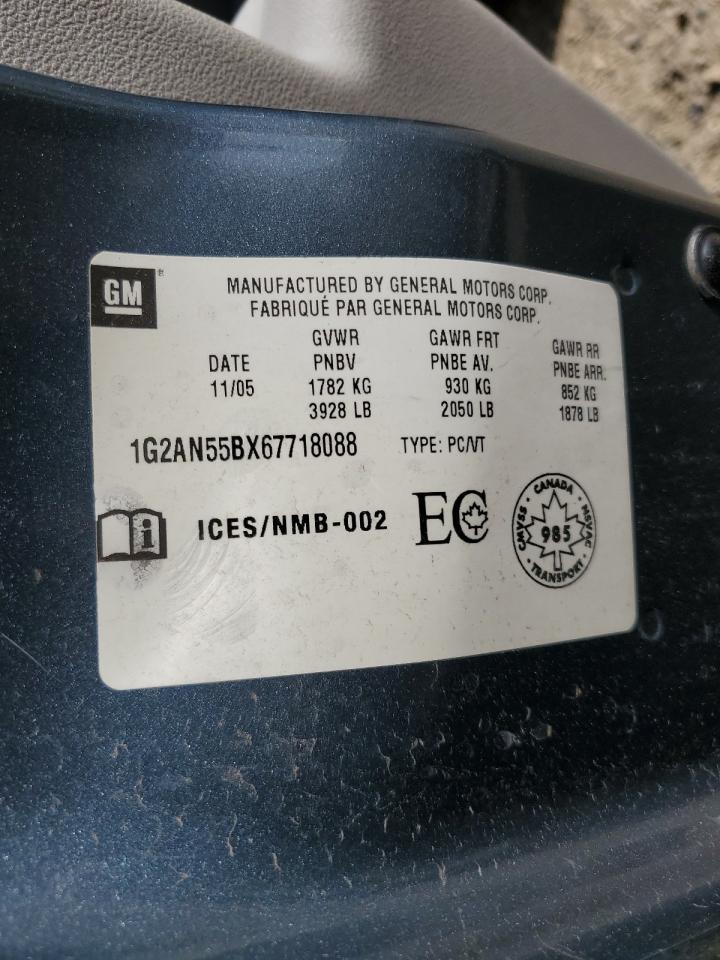 GM
MANUFACTURED BY GENERAL MOTORS CORP.
FABRIQUÉ PAR GENERAL MOTORS CORP.
DATE GVWR GAWR FRT GAWR RR
PNBV PNBE AV. PNBE ARR.
11/05 1782 KG 930 KG 852 KG
3928 LB 2050 LB 1878 LB
1G2AN55BX67718088 TYPE: PC/VT
i ICES/NMB-002 EC CANADA
CMVSS 985 NSVAC
TRANSPORT